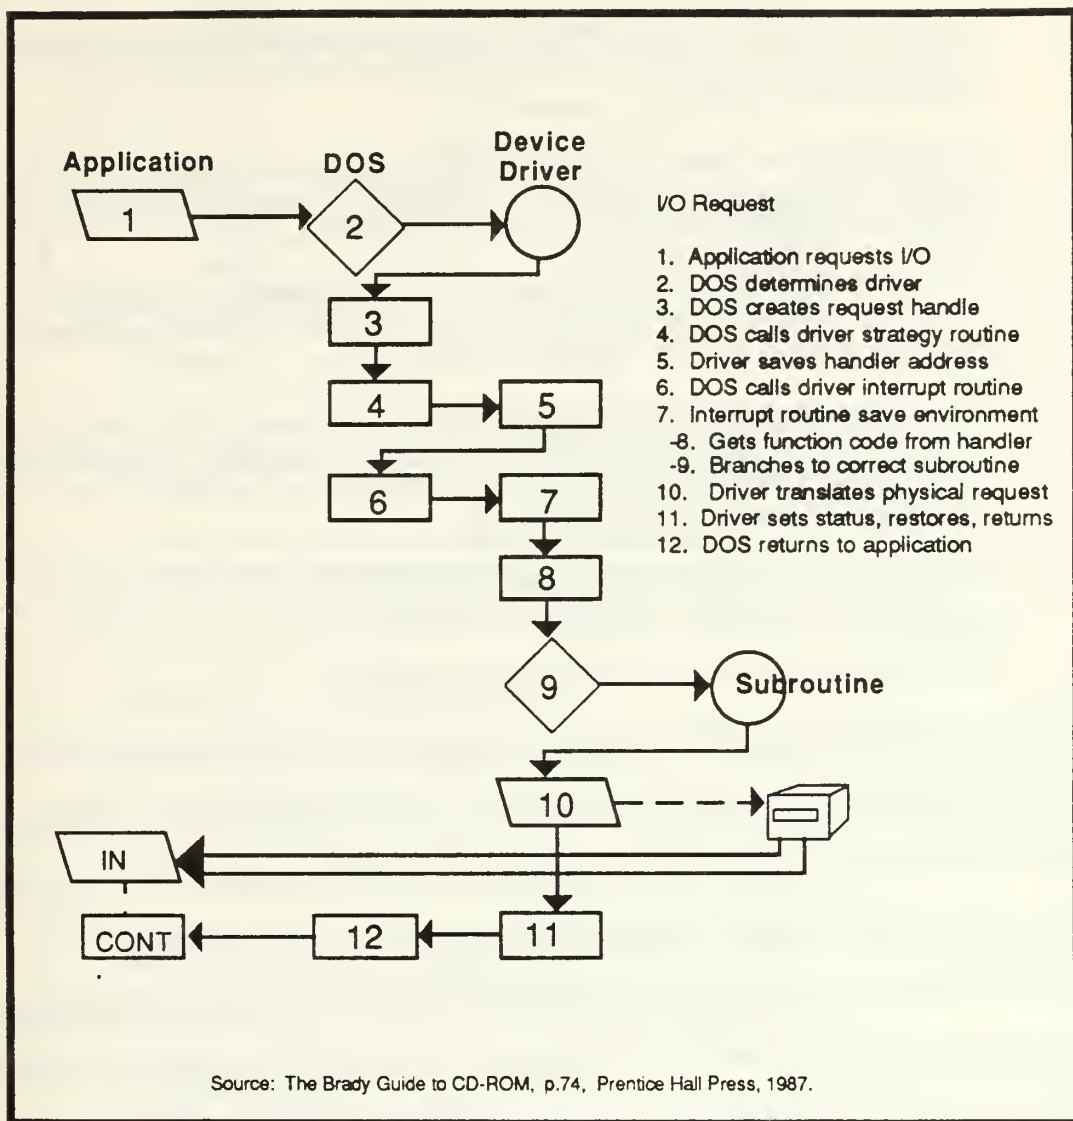 Application
DOS
Device
Driver
1
2
I/O Request
1. Application requests I/O
2. DOS determines driver
3. DOS creates request handle
4. DOS calls driver strategy routine
5. Driver saves handler address
6. DOS calls driver interrupt routine
7. Interrupt routine save environment
-8. Gets function code from handler
-9. Branches to correct subroutine
10. Driver translates physical request
11. Driver sets status, restores, returns
12. DOS returns to application
3
4
5
6
7
8
9
Subroutine
10
IN
CONT
12
11
Source: The Brady Guide to CD-ROM, p.74, Prentice Hall Press, 1987.